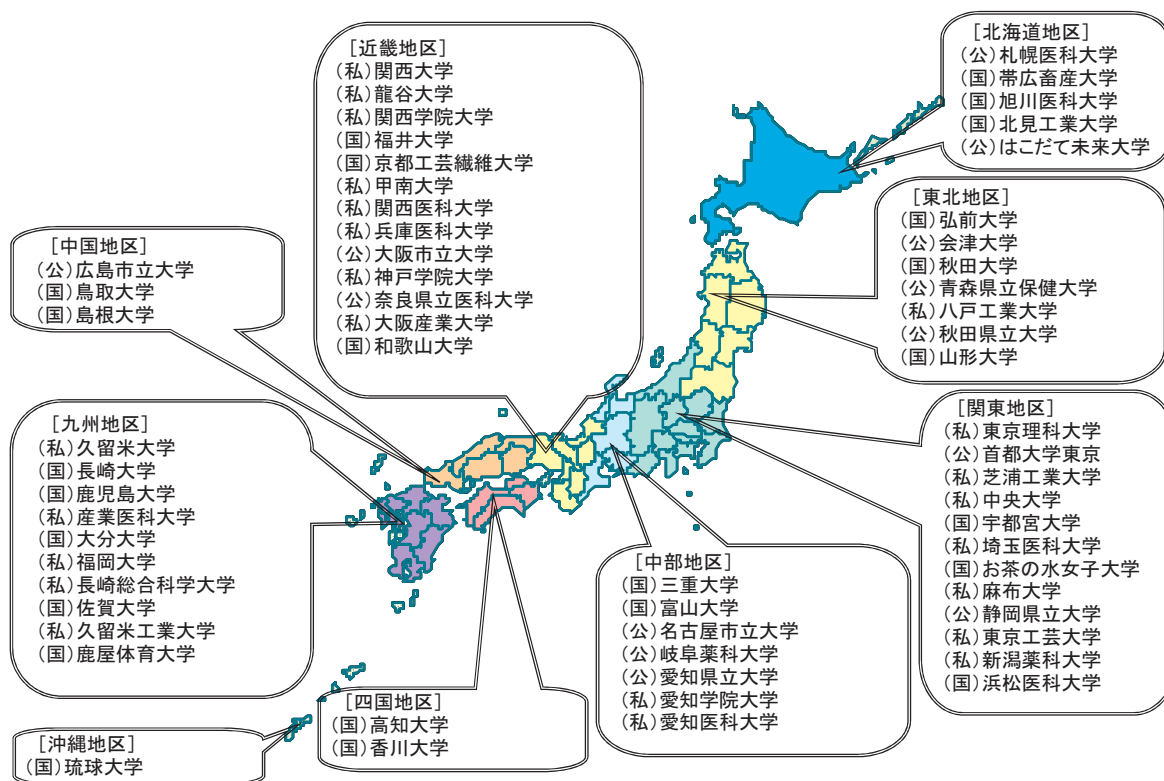 [近畿地区]
(私)関西大学
(私)龍谷大学
(私)関西学院大学
(国)福井大学
(国)京都工芸繊維大学
(私)甲南大学
(私)関西医科大学
(私)兵庫医科大学
(公)大阪市立大学
(私)神戸学院大学
(公)奈良県立医科大学
(私)大阪産業大学
(国)和歌山大学
[北海道地区]
(公)札幌医科大学
(国)帯広畜産大学
(国)旭川医科大学
(国)北見工業大学
(公)はこだて未来大学
[東北地区]
(国)弘前大学
(公)会津大学
(国)秋田大学
(公)青森県立保健大学
(私)八戸工業大学
(公)秋田県立大学
(国)山形大学
[中国地区]
(公)広島市立大学
(国)鳥取大学
(国)島根大学
[九州地区]
(私)久留米大学
(国)長崎大学
(国)鹿児島大学
(私)産業医科大学
(国)大分大学
(私)福岡大学
(私)長崎総合科学大学
(国)佐賀大学
(私)久留米工業大学
(国)鹿屋体育大学
[関東地区]
(私)東京理科大学
(公)首都大学東京
(私)芝浦工業大学
(私)中央大学
(国)宇都宮大学
(私)埼玉医科大学
(国)お茶の水女子大学
(私)麻布大学
(公)静岡県立大学
(私)東京工芸大学
(私)新潟薬科大学
(国)浜松医科大学
[中部地区]
(国)三重大学
(国)富山大学
(公)名古屋市立大学
(公)岐阜薬科大学
(公)愛知県立大学
(私)愛知学院大学
(私)愛知医科大学
[四国地区]
(国)高知大学
(国)香川大学
[沖縄地区]
(国)琉球大学